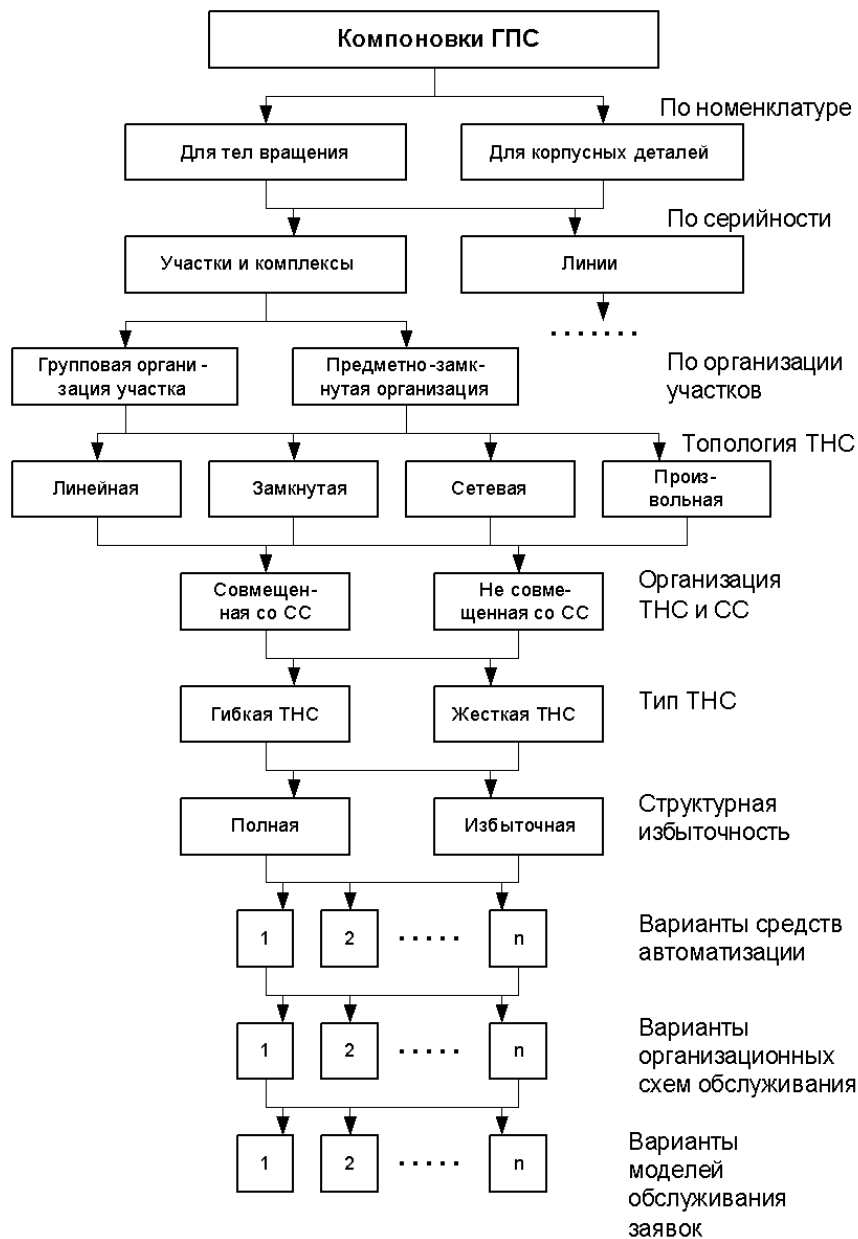 Компоновки ГПС
По номенклатуре
Для тел вращения
Для корпусных деталей
По серийности
Участки и комплексы
Линии
.......
Групповая органи -
зация участка
Предметно-замк-
нутая организация
По организации
участков
Топология ТНС
Линейная
Замкнутая
Сетевая
Произ-
вольная
Совмещен-
ная со СС
Не совме-
щенная со СС
Организация
ТНС и СС
Гибкая ТНС
Жесткая ТНС
Тип ТНС
Полная
Избыточная
Структурная
избыточность
1 2 ..... n
Варианты средств
автоматизации
1 2 ..... n
Варианты
организационных
схем обслуживания
1 2 ..... n
Варианты
моделей
обслуживания
заявок